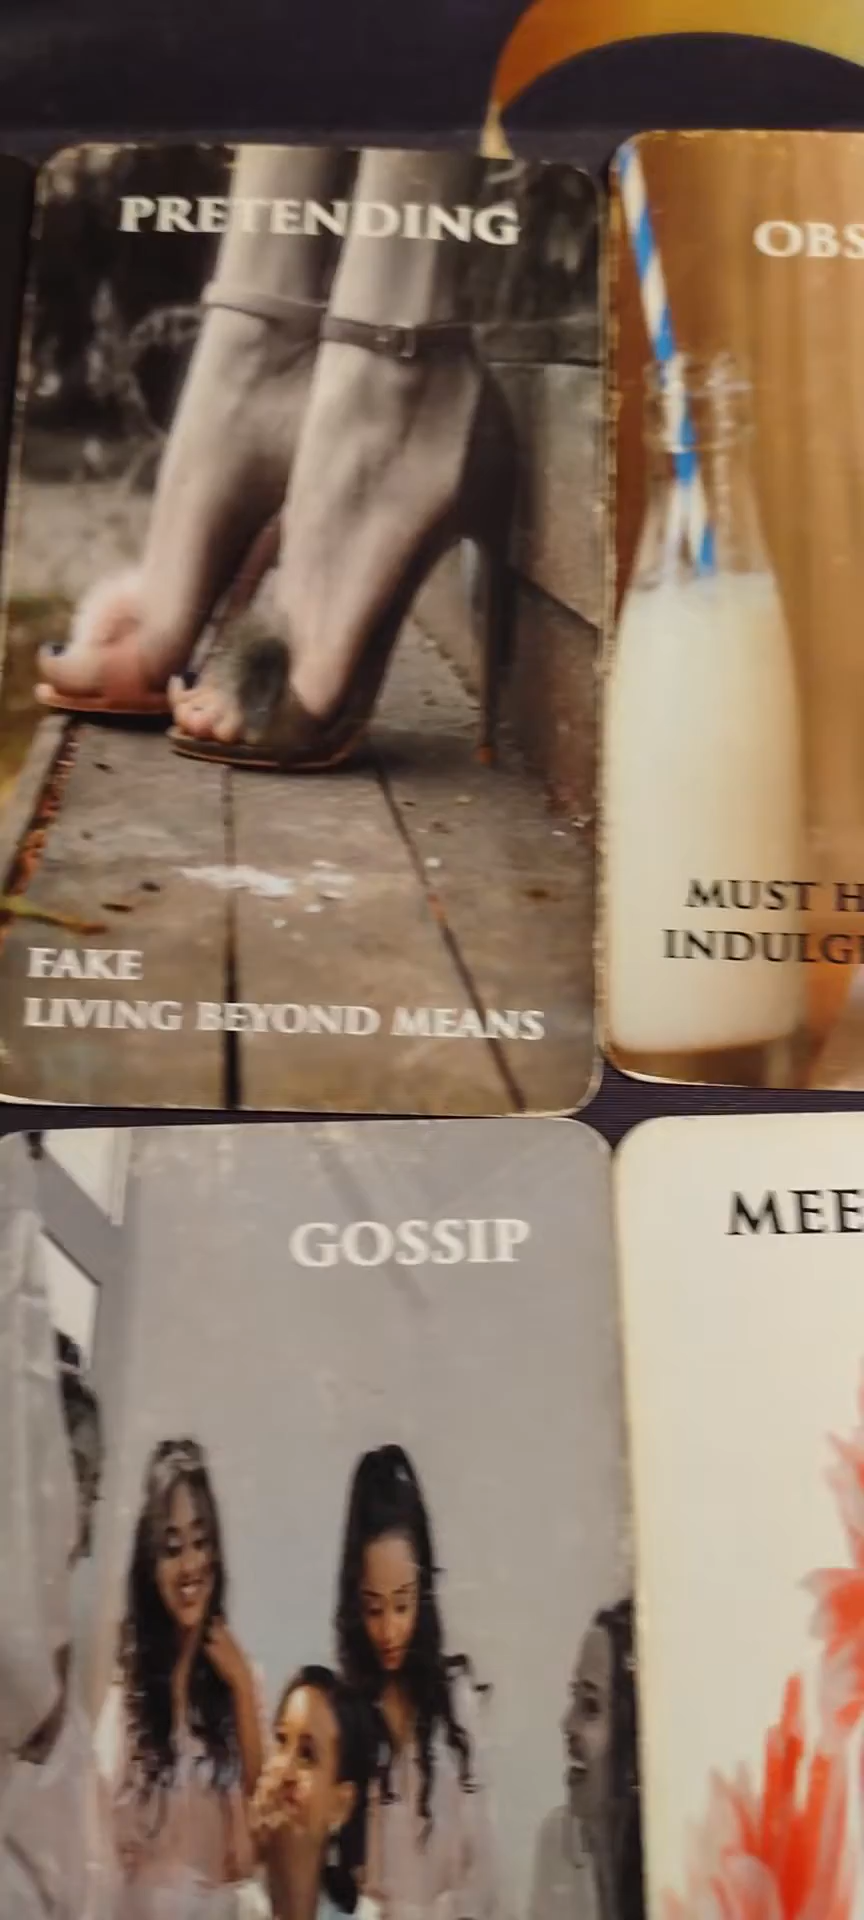 PRETENDING
FAKE
LIVING BEYOND MEANS
OBS
MUST H
INDULG
GOSSIP
MEE